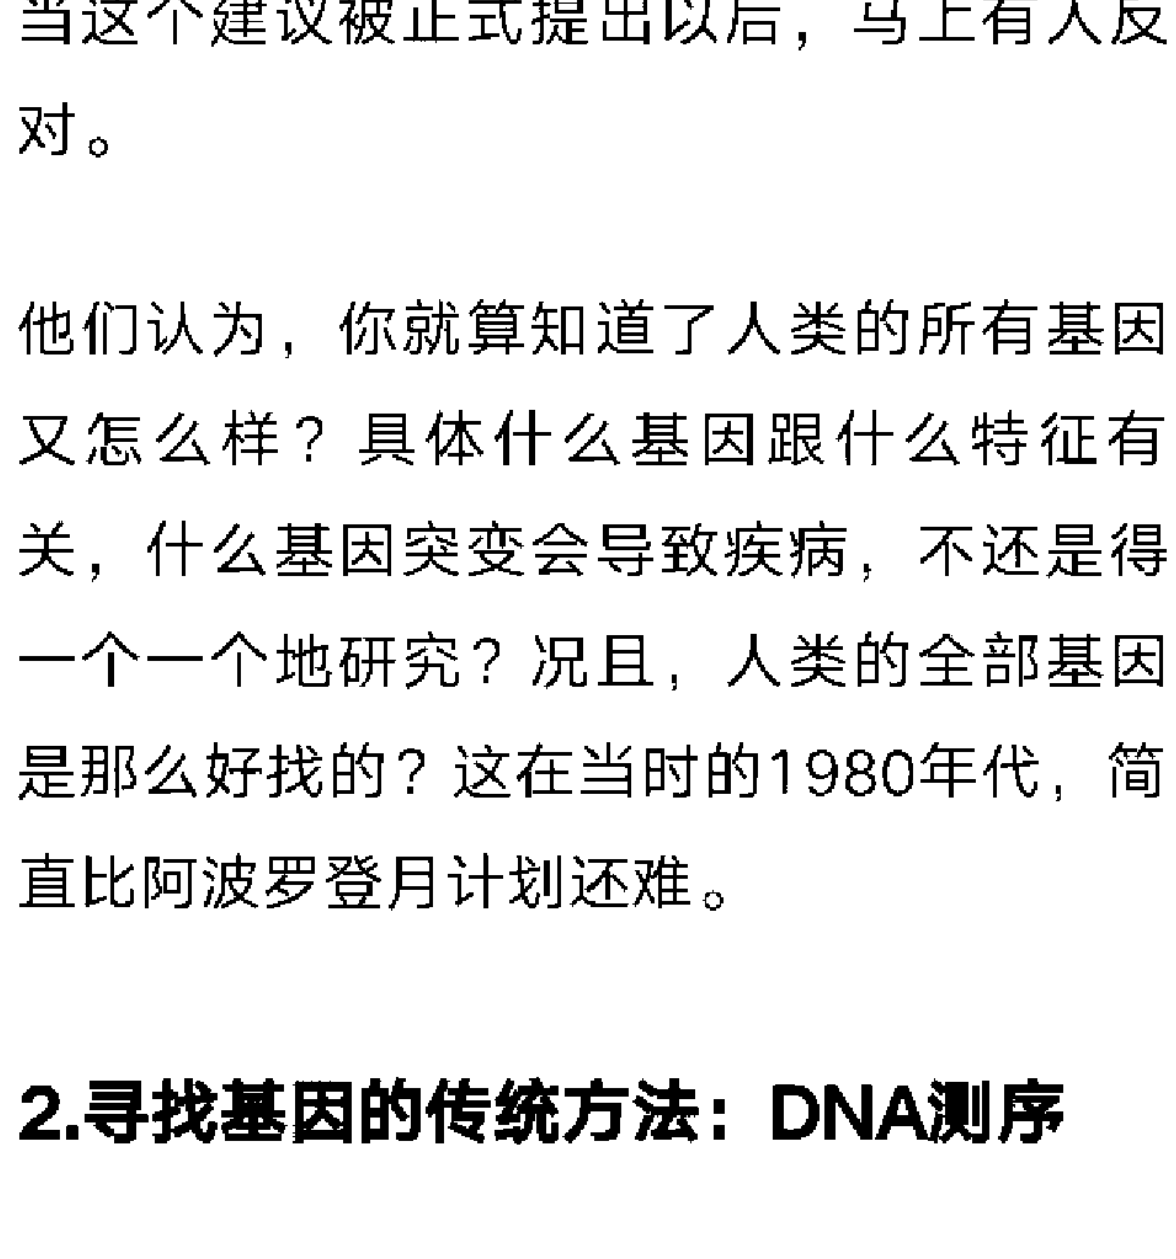 当这个建议被正式提出以后，马上有人反
对。
他们认为，你就算知道了人类的所有基因
又怎么样？具体什么基因跟什么特征有
关，什么基因突变会导致疾病，不还是得
一个一个地研究？况且，人类的全部基因
是那么好找的？这在当时的1980年代，简
直比阿波罗登月计划还难。
2.寻找基因的传统方法：DNA测序